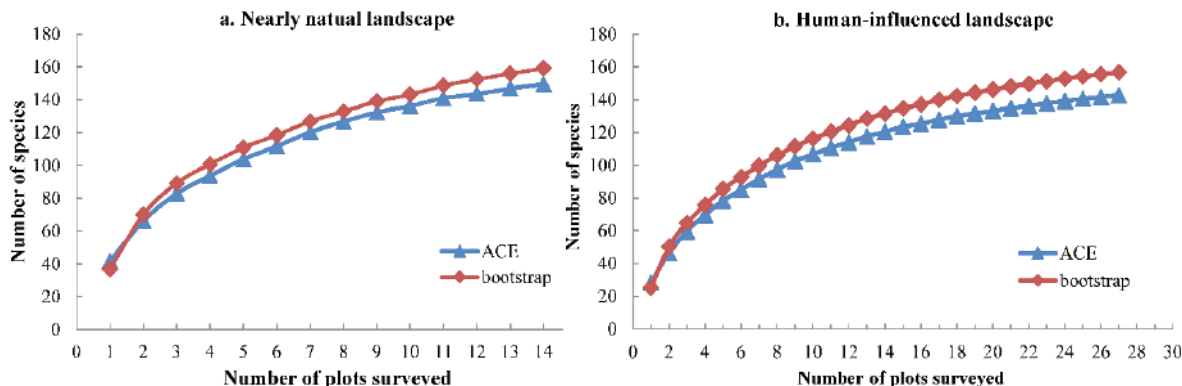 a. Nearly natual landscape
Number of species
180
160
140
120
100
80
60
40
20
0
ACE
bootstrap
0 1 2 3 4 5 6 7 8 9 10 11 12 13 14
Number of plots surveyed
b. Human-influenced landscape
Number of species
180
160
140
120
100
80
60
40
20
0
ACE
bootstrap
0 2 4 6 8 10 12 14 16 18 20 22 24 26 28 30
Number of plots surveyed